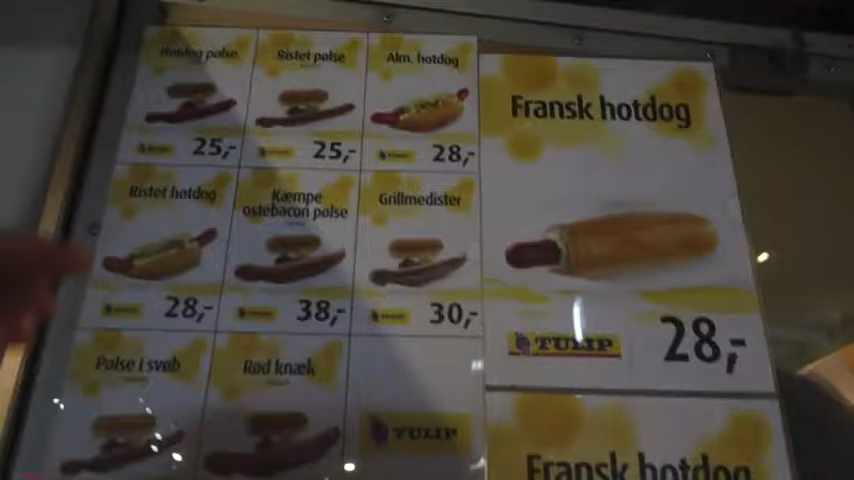 Hotdog pølse
25,-
Ristet pølse
25,-
Alm. hotdog
28,-
Ristet hotdog
28,-
Kæmpe
ostebacon pølse
38,-
Grillmedister
30,-
Pølse i svøb
Rød knæk
TULIP
Fransk hotdog
TULIP
28,-
Fransk hotdog